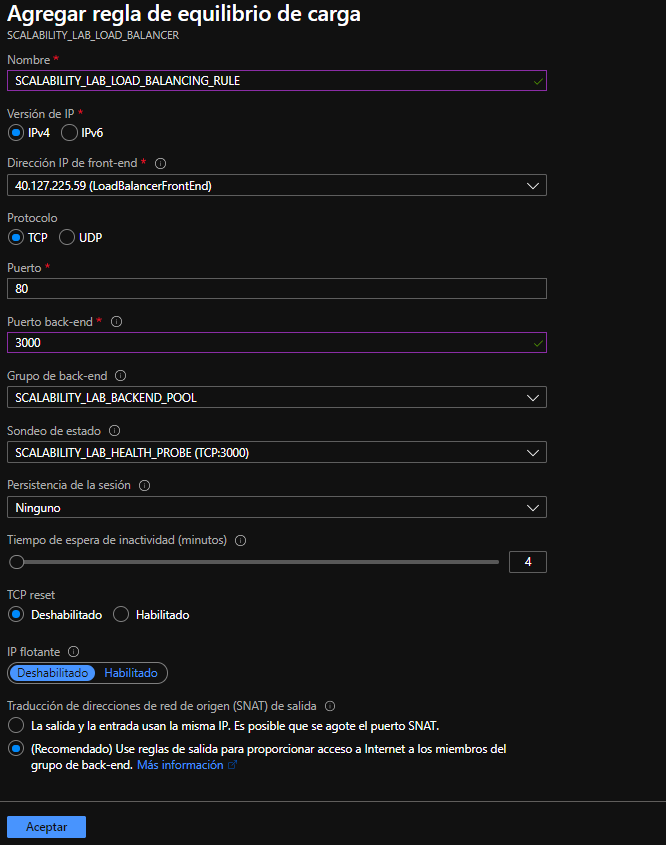 Agregar regla de equilibrio de carga
SCALABILITY_LAB_LOAD_BALANCER
Nombre *
SCALABILITY_LAB_LOAD_BALANCING_RULE
Versión de IP *
IPv4 IPv6
Dirección IP de front-end *
40.127.225.59 (LoadBalancerFrontEnd)
Protocolo
TCP UDP
Puerto *
80
Puerto back-end *
3000
Grupo de back-end
SCALABILITY_LAB_BACKEND_POOL
Sondeo de estado
SCALABILITY_LAB_HEALTH_PROBE (TCP:3000)
Persistencia de la sesión
Ninguno
Tiempo de espera de inactividad (minutos)
4
TCP reset
Deshabilitado Habilitado
IP flotante
Deshabilitado Habilitado
Traducción de direcciones de red de origen (SNAT) de salida
La salida y la entrada usan la misma IP. Es posible que se agote el puerto SNAT.
(Recomendado) Use reglas de salida para proporcionar acceso a Internet a los miembros del
grupo de back-end. Más información
Aceptar